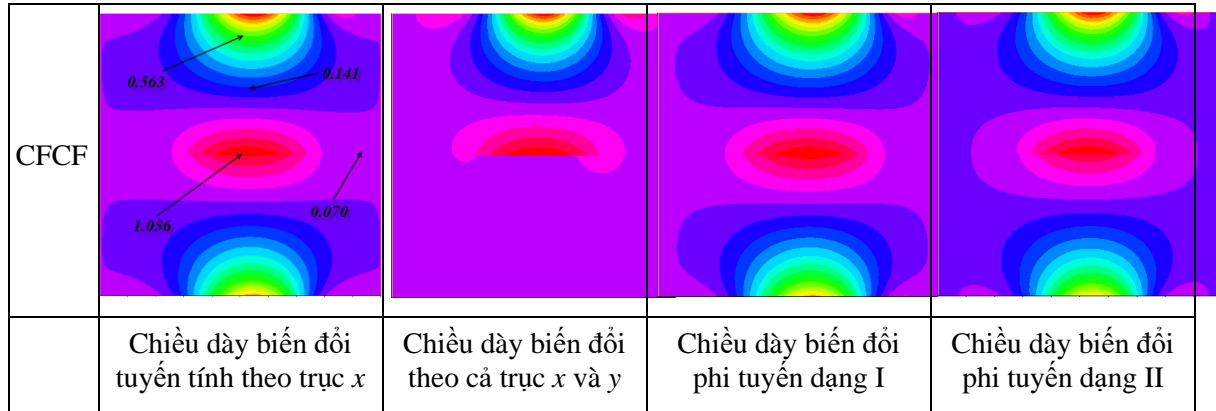 CFCF
0.563
0.141
1.056
0.070
Chiều dày biến đổi
tuyến tính theo trục x
Chiều dày biến đổi
theo cả trục x và y
Chiều dày biến đổi
phi tuyến dạng I
Chiều dày biến đổi
phi tuyến dạng II